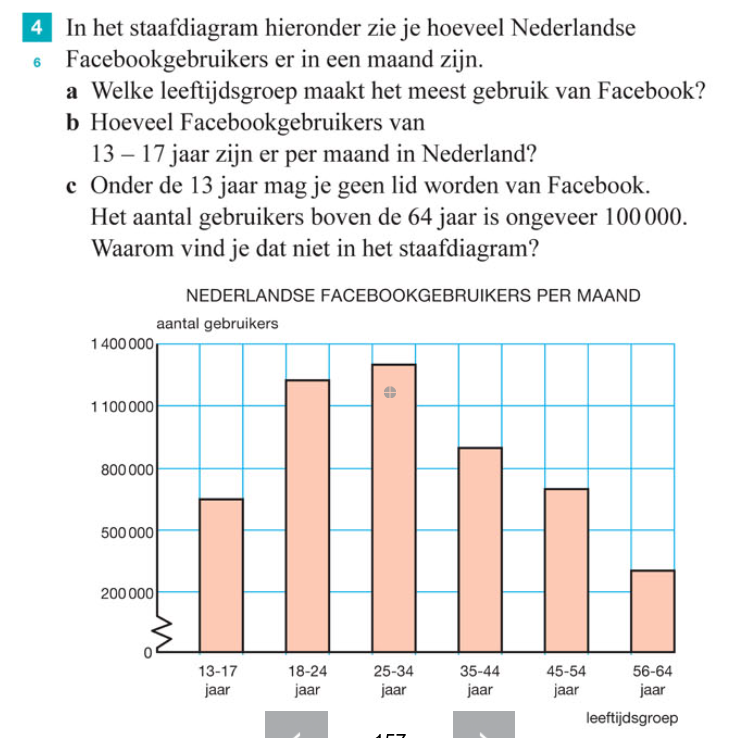 4 In het staafdiagram hieronder zie je hoeveel Nederlandse
6 Facebookgebruikers er in een maand zijn.
a Welke leeftijdsgroep maakt het meest gebruik van Facebook?
b Hoeveel Facebookgebruikers van
13 – 17 jaar zijn er per maand in Nederland?
c Onder de 13 jaar mag je geen lid worden van Facebook.
Het aantal gebruikers boven de 64 jaar is ongeveer 100 000.
Waarom vind je dat niet in het staafdiagram?
NEDERLANDSE FACEBOOKGEBRUIKERS PER MAAND
aantal gebruikers
1 400 000
1 100 000
800 000
500 000
200 000
0
13-17 18-24 25-34 35-44 45-54 56-64
jaar jaar jaar jaar jaar jaar
leeftijdsgroep